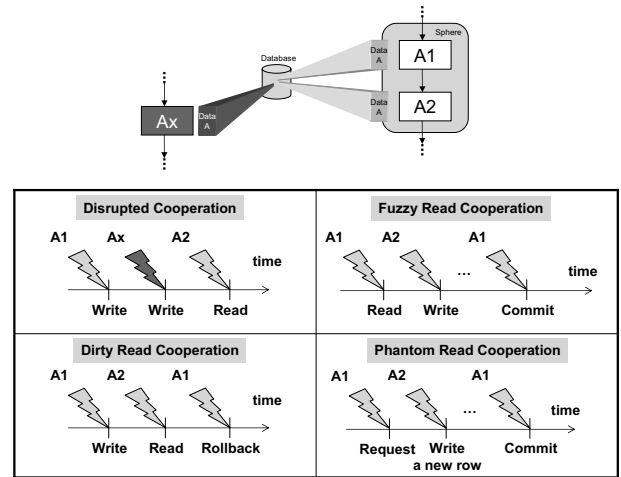 Sphere
Database
Data
A
A1
Ax
Data
A
Data
A
A2
Disrupted Cooperation
A1 Ax A2
time
Write Write Read
Fuzzy Read Cooperation
A1 A2 A1
... time
Read Write Commit
Dirty Read Cooperation
A1 A2 A1
time
Write Read Rollback
Phantom Read Cooperation
A1 A2 A1
... time
Request Write Commit
a new row